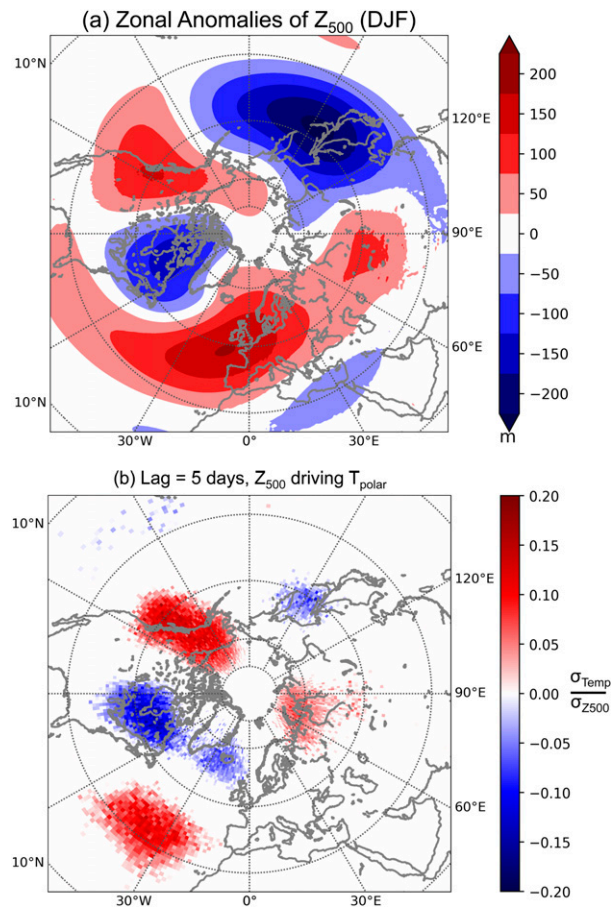 (a) Zonal Anomalies of Z500 (DJF)
10°N
120°E
90°E
60°E
10°N
30°W
0°
30°E
200
150
100
50
0
−50
−100
−150
−200
m
(b) Lag = 5 days, Z500 driving Tpolar
10°N
120°E
90°E
60°E
10°N
30°W
0°
30°E
0.20
0.15
0.10
0.05
0.00
−0.05
−0.10
−0.15
−0.20
σTemp
σZ500